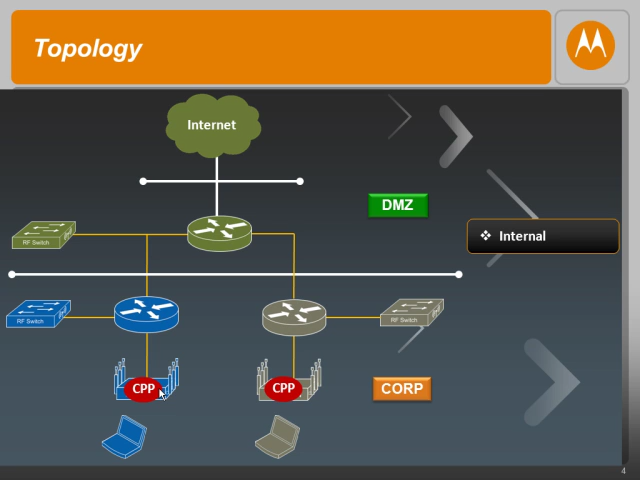 Topology
Internet
DMZ
RF Switch
Internal
RF Switch
RF Switch
CPP
CPP
CORP
4